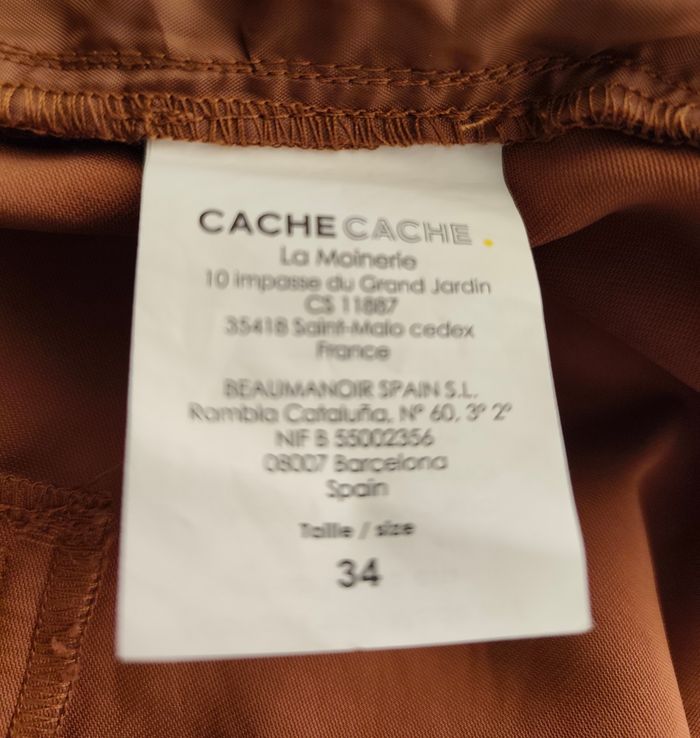 CACHE CACHE.
La Moinerie
10 impasse du Grand Jardin
CS 11887
35418 Saint-Malo cedex
France
BEAUMANOIR SPAIN S.L.
Rambla Cataluña, Nº 60, 3º 2º
NIF B 55002356
08007 Barcelona
Spain
Taille / size
34